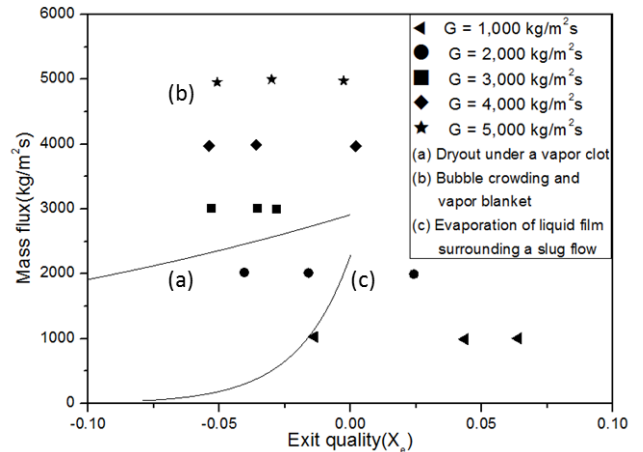 Mass flux(kg/m²s)
6000
5000
4000
3000
2000
1000
0
-0.10
-0.05
0.00
0.05
0.10
Exit quality(Xₑ)
(b)
(a)
(c)
G = 1,000 kg/m²s
G = 2,000 kg/m²s
G = 3,000 kg/m²s
G = 4,000 kg/m²s
G = 5,000 kg/m²s
(a) Dryout under a vapor clot
(b) Bubble crowding and
vapor blanket
(c) Evaporation of liquid film
surrounding a slug flow